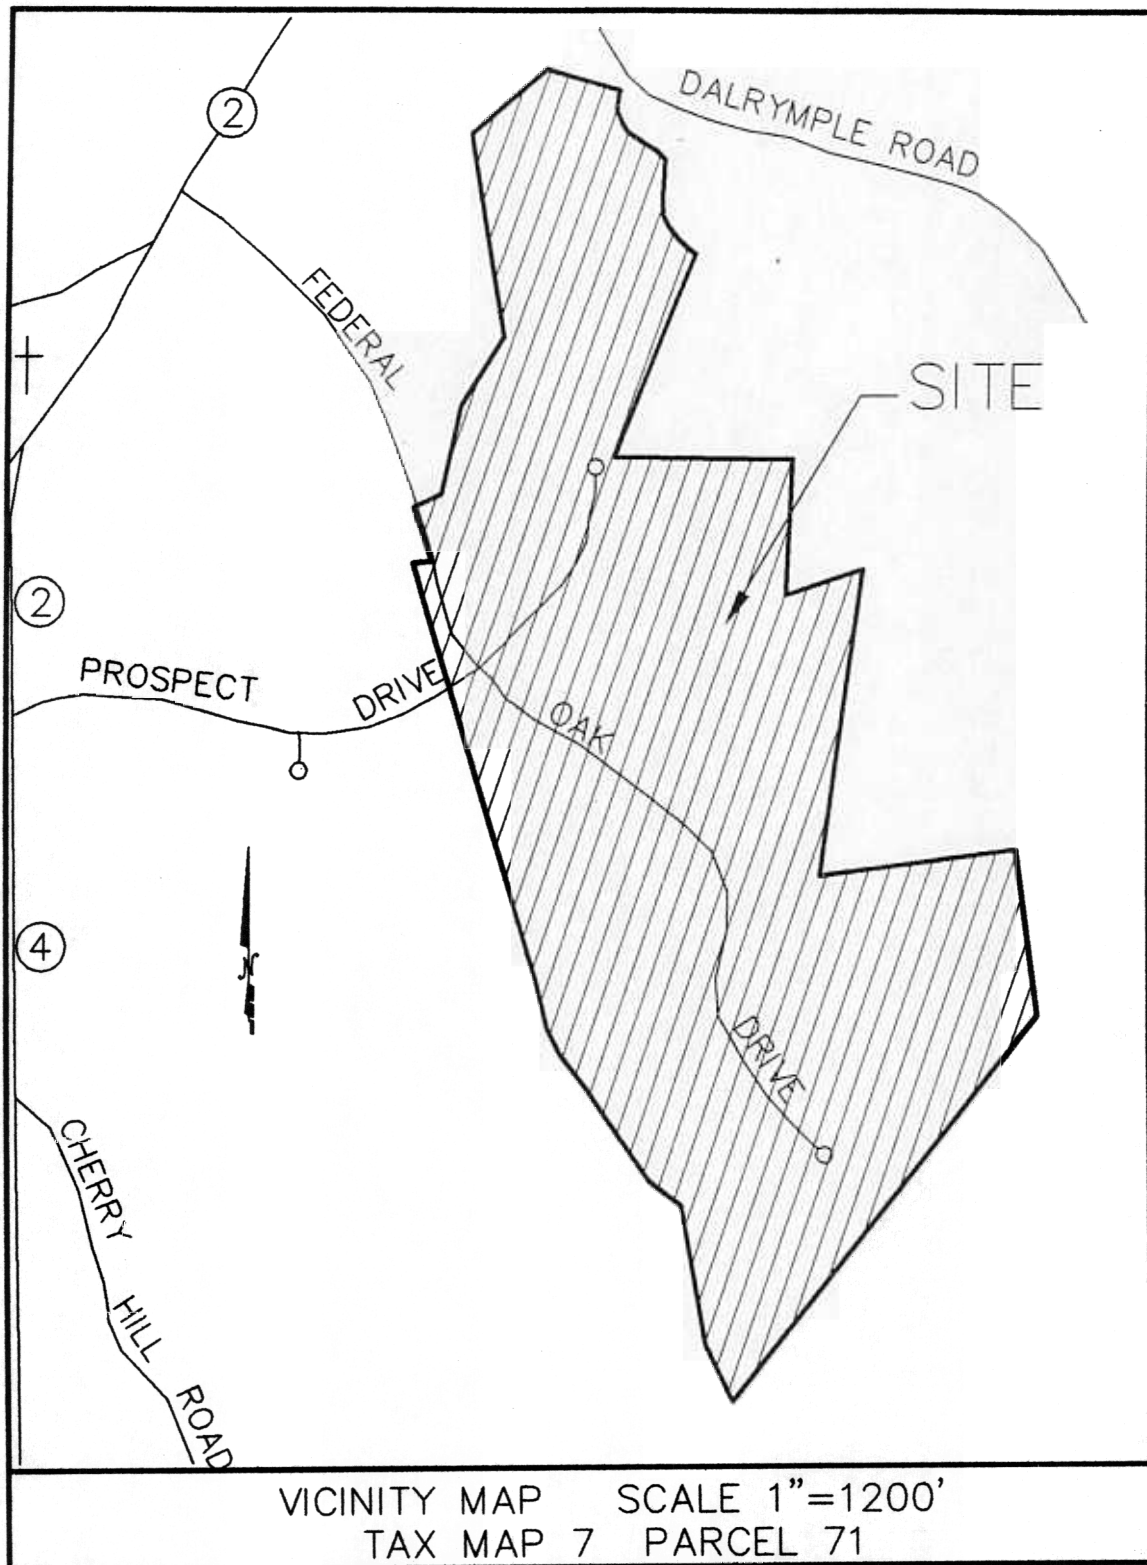 2
DALRYMPLE ROAD
FEDERAL
SITE
2
PROSPECT DRIVE
OAK DRIVE
4
N
CHERRY HILL ROAD
VICINITY MAP SCALE 1"=1200'
TAX MAP 7 PARCEL 71